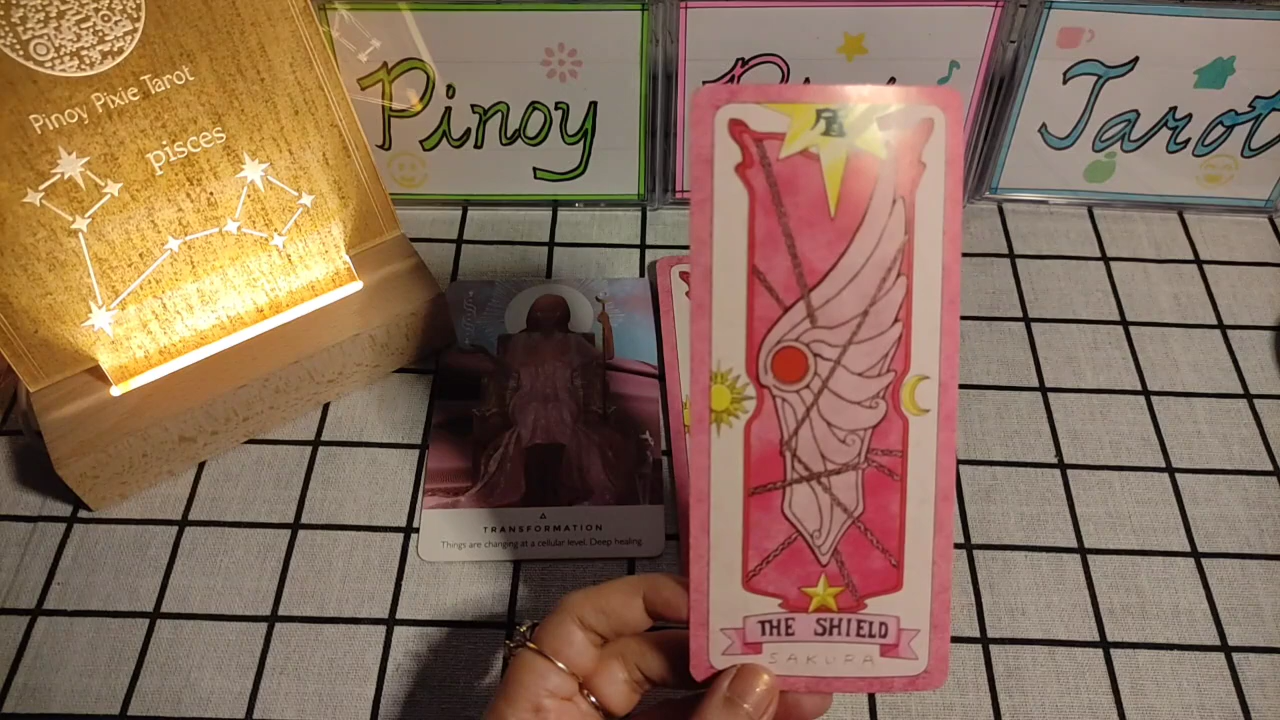 Pinoy Pixie Tarot
pisces
Pinoy
Tarot
TRANSFORMATION
Things are changing at a cellular level. Deep healing.
THE SHIELD
SAKURA